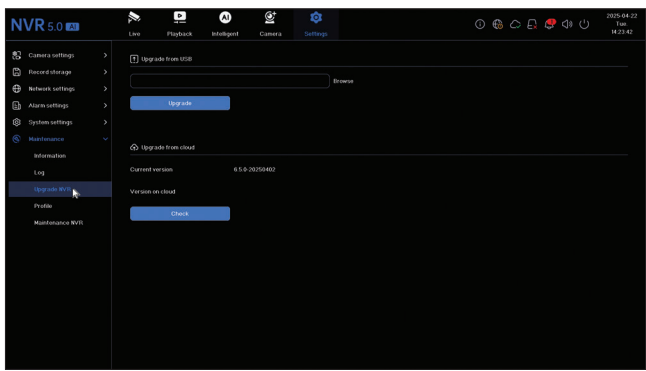 NVR 5.0 AI
AI
Live Playback Intelligent Camera Settings
2025-04-22
Tue.
14:23:42
Camera settings
Record storage
Network settings
Alarm settings
System settings
Maintenance
Information
Log
Upgrade NVR
Profile
Maintenance NVR
Upgrade from USB
Browse
Upgrade
Upgrade from cloud
Current version 6.5.0-20250402
Version on cloud
Check